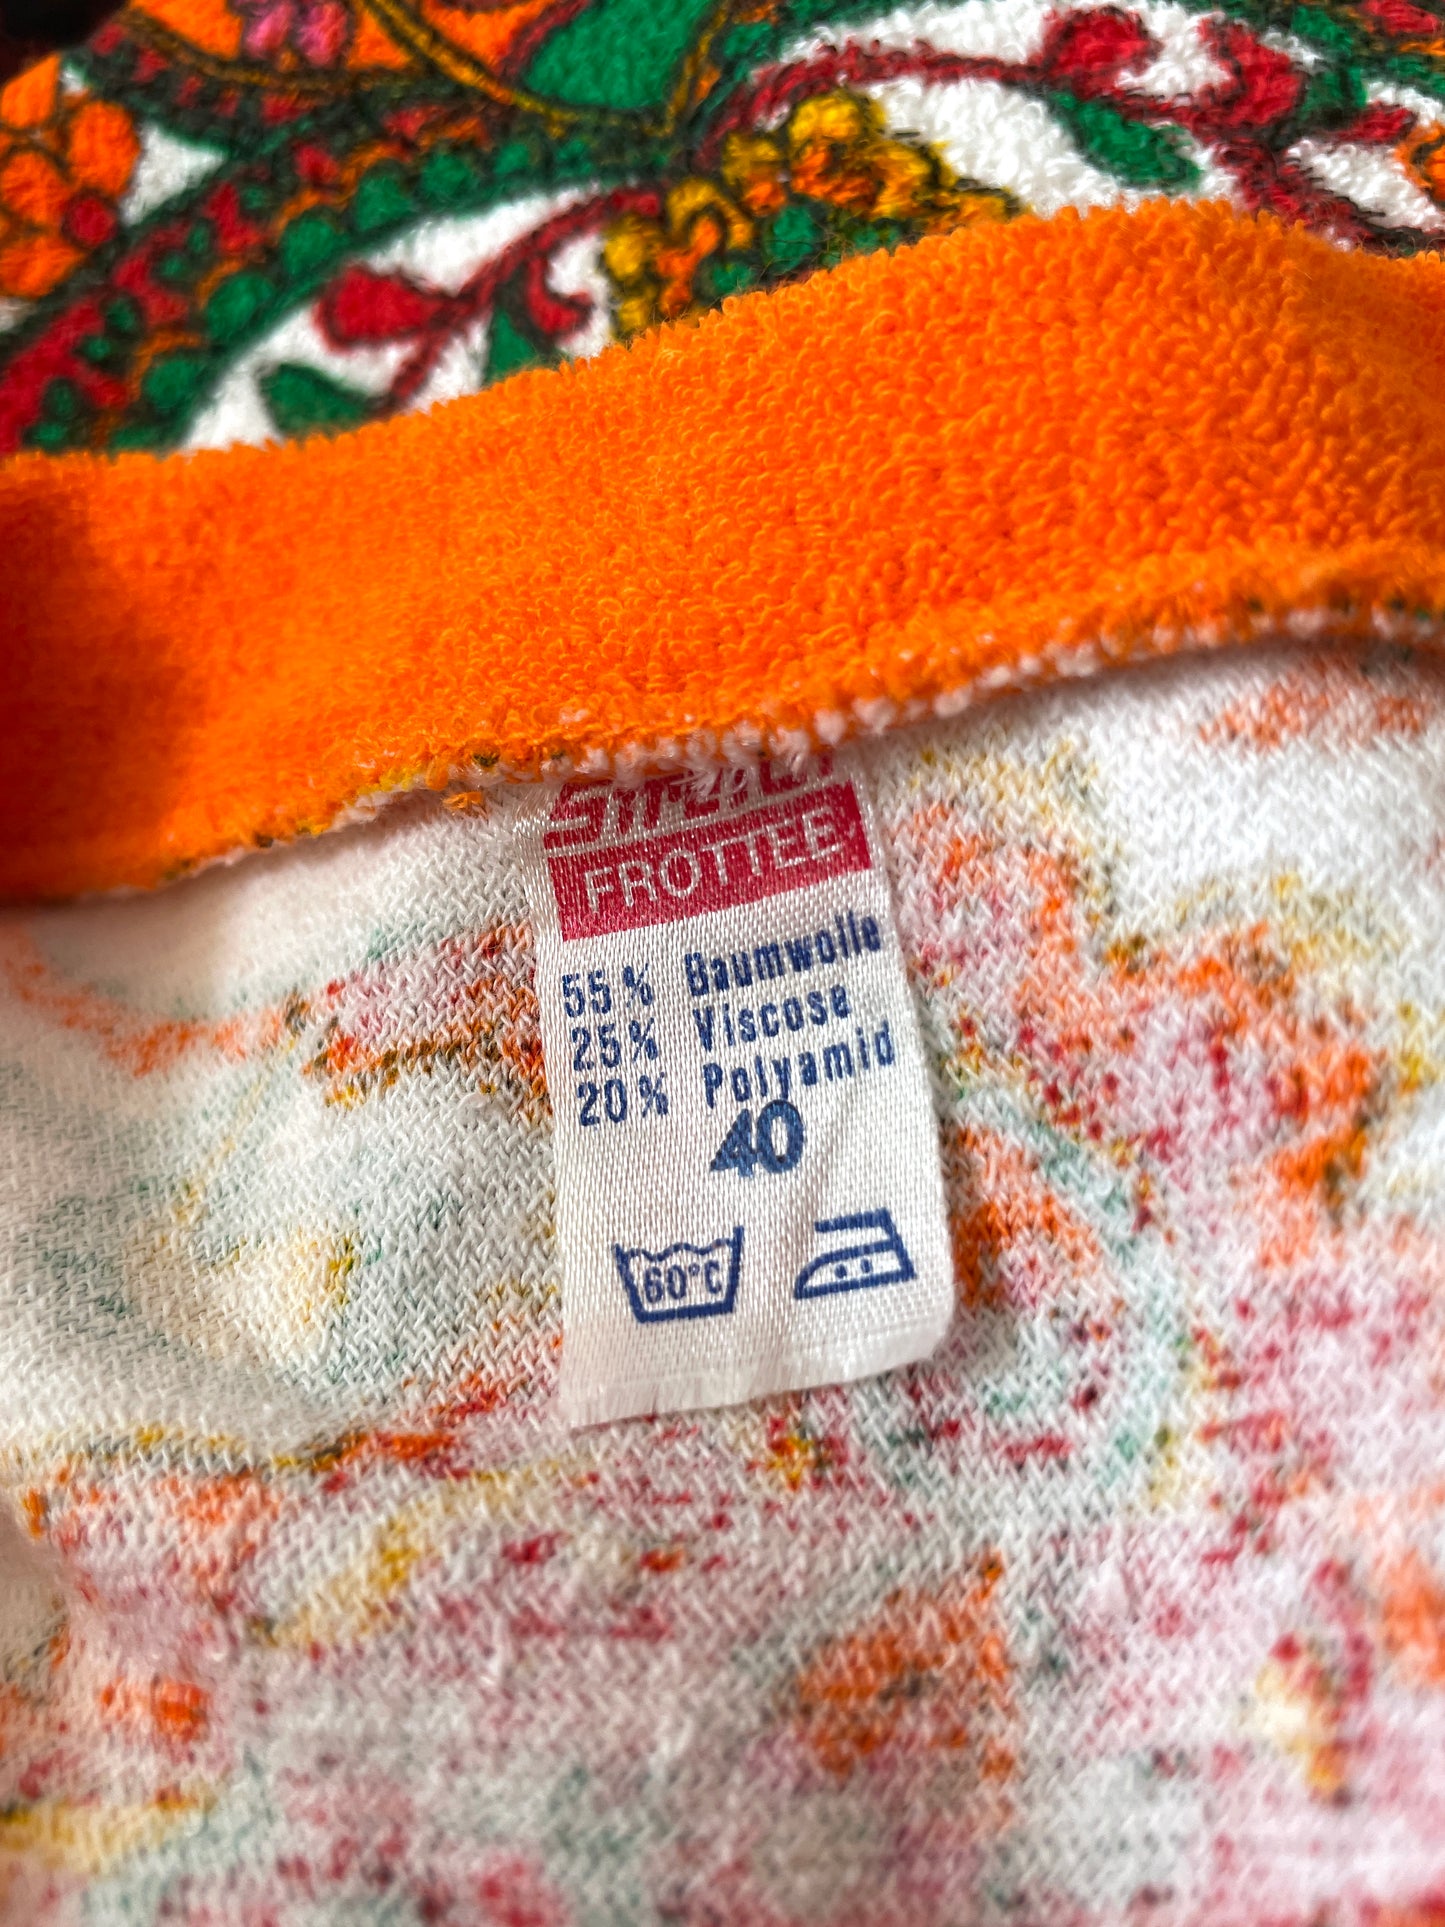 FROTTEE
55% Baumwolle
25% Viscose
20% Polyamid
40
60°C